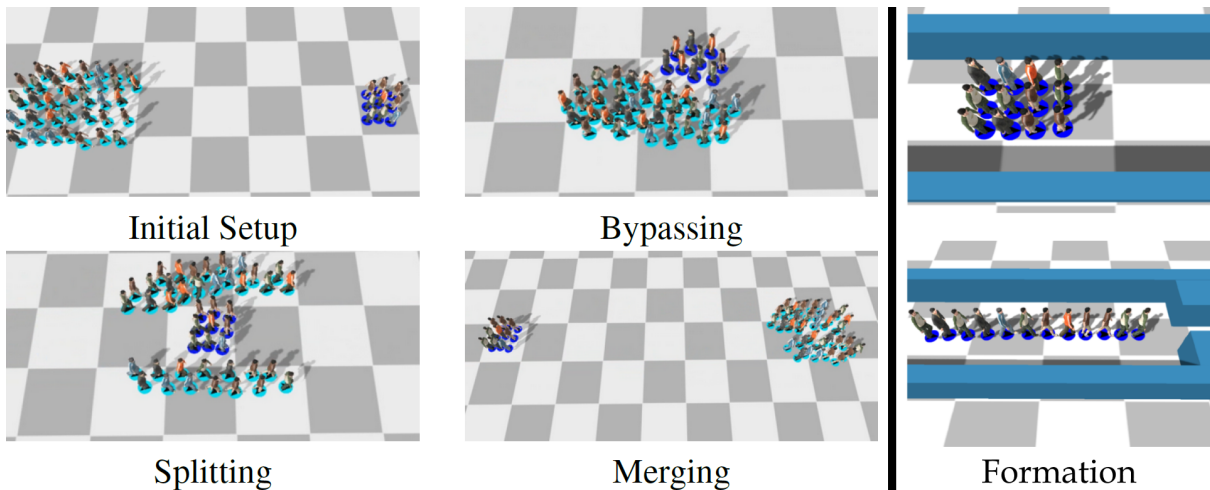 Initial Setup
Bypassing
Splitting
Merging
Formation